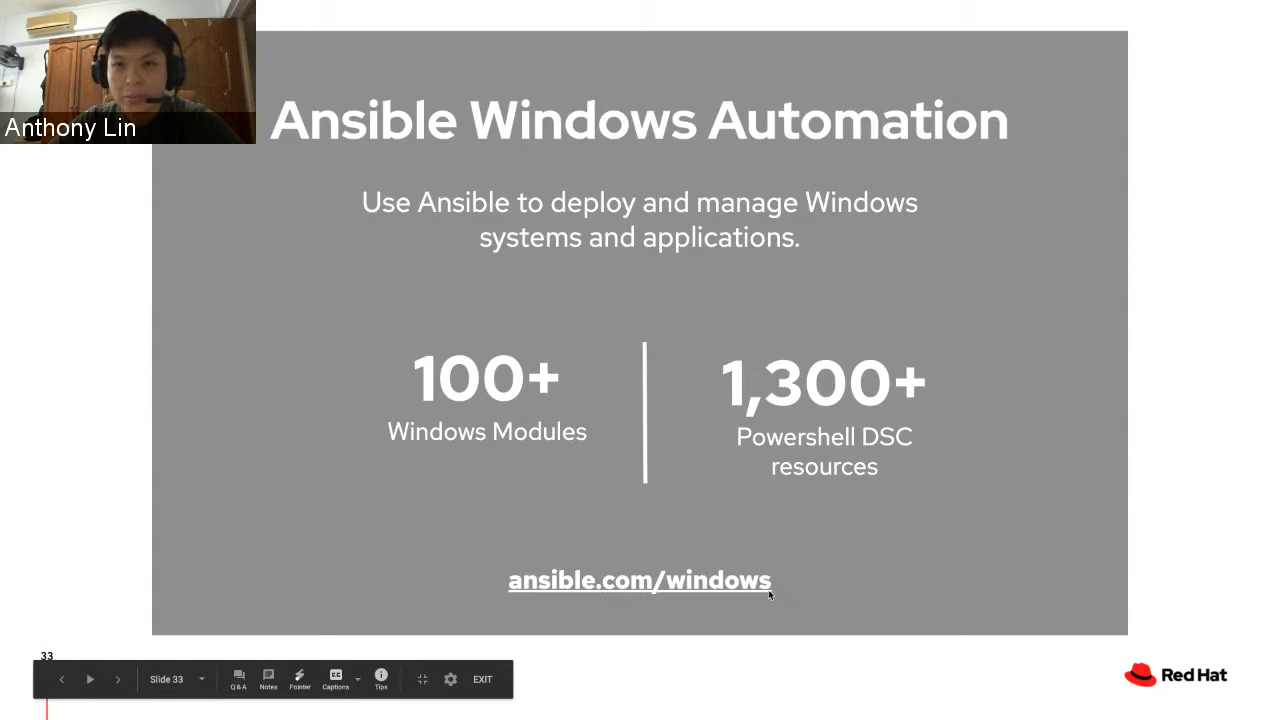 Anthony Lin
Ansible Windows Automation
Use Ansible to deploy and manage Windows
systems and applications.
100+
Windows Modules
1,300+
Powershell DSC
resources
ansible.com/windows
33
Slide 33
Q&A
Notes
Pointer
Captions
Tips
EXIT
Red Hat